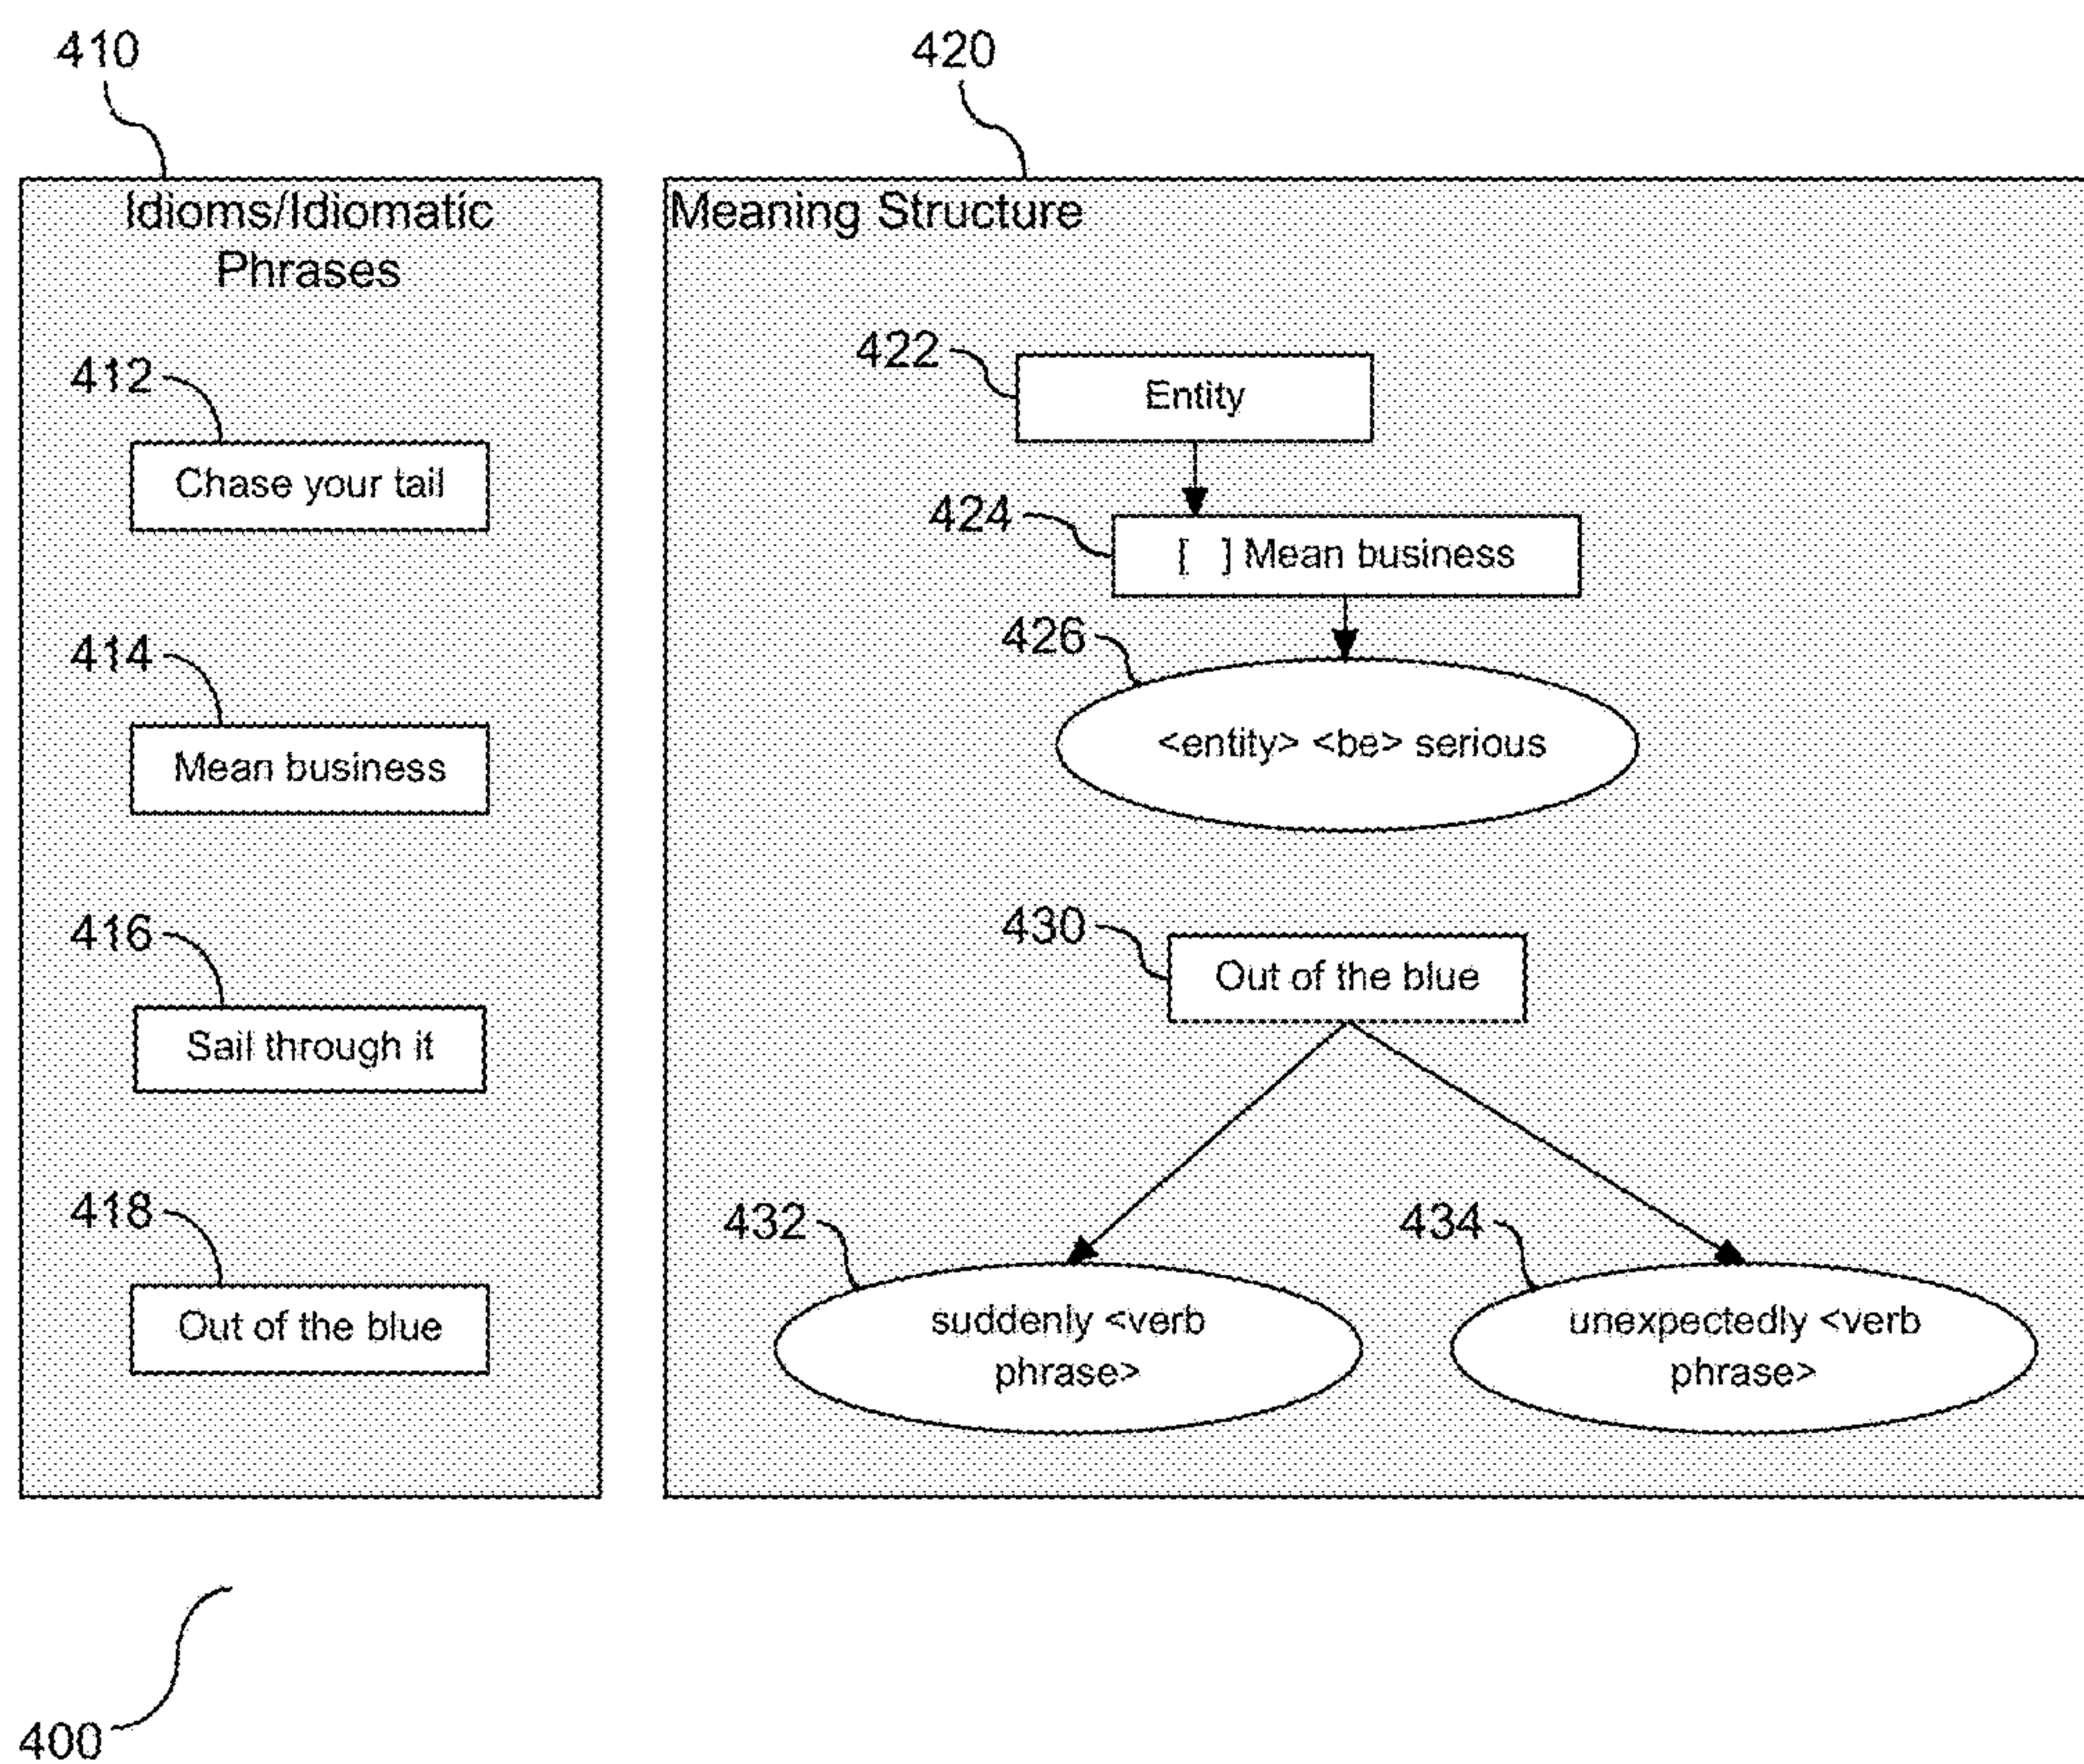 410
420
Idioms/Idiomatic
Phrases
Meaning Structure
412
Chase your tail
414
Mean business
416
Sail through it
418
Out of the blue
422
Entity
424
[ ] Mean business
426
<entity> <be> serious
430
Out of the blue
432
suddenly <verb
phrase>
434
unexpectedly <verb
phrase>
400